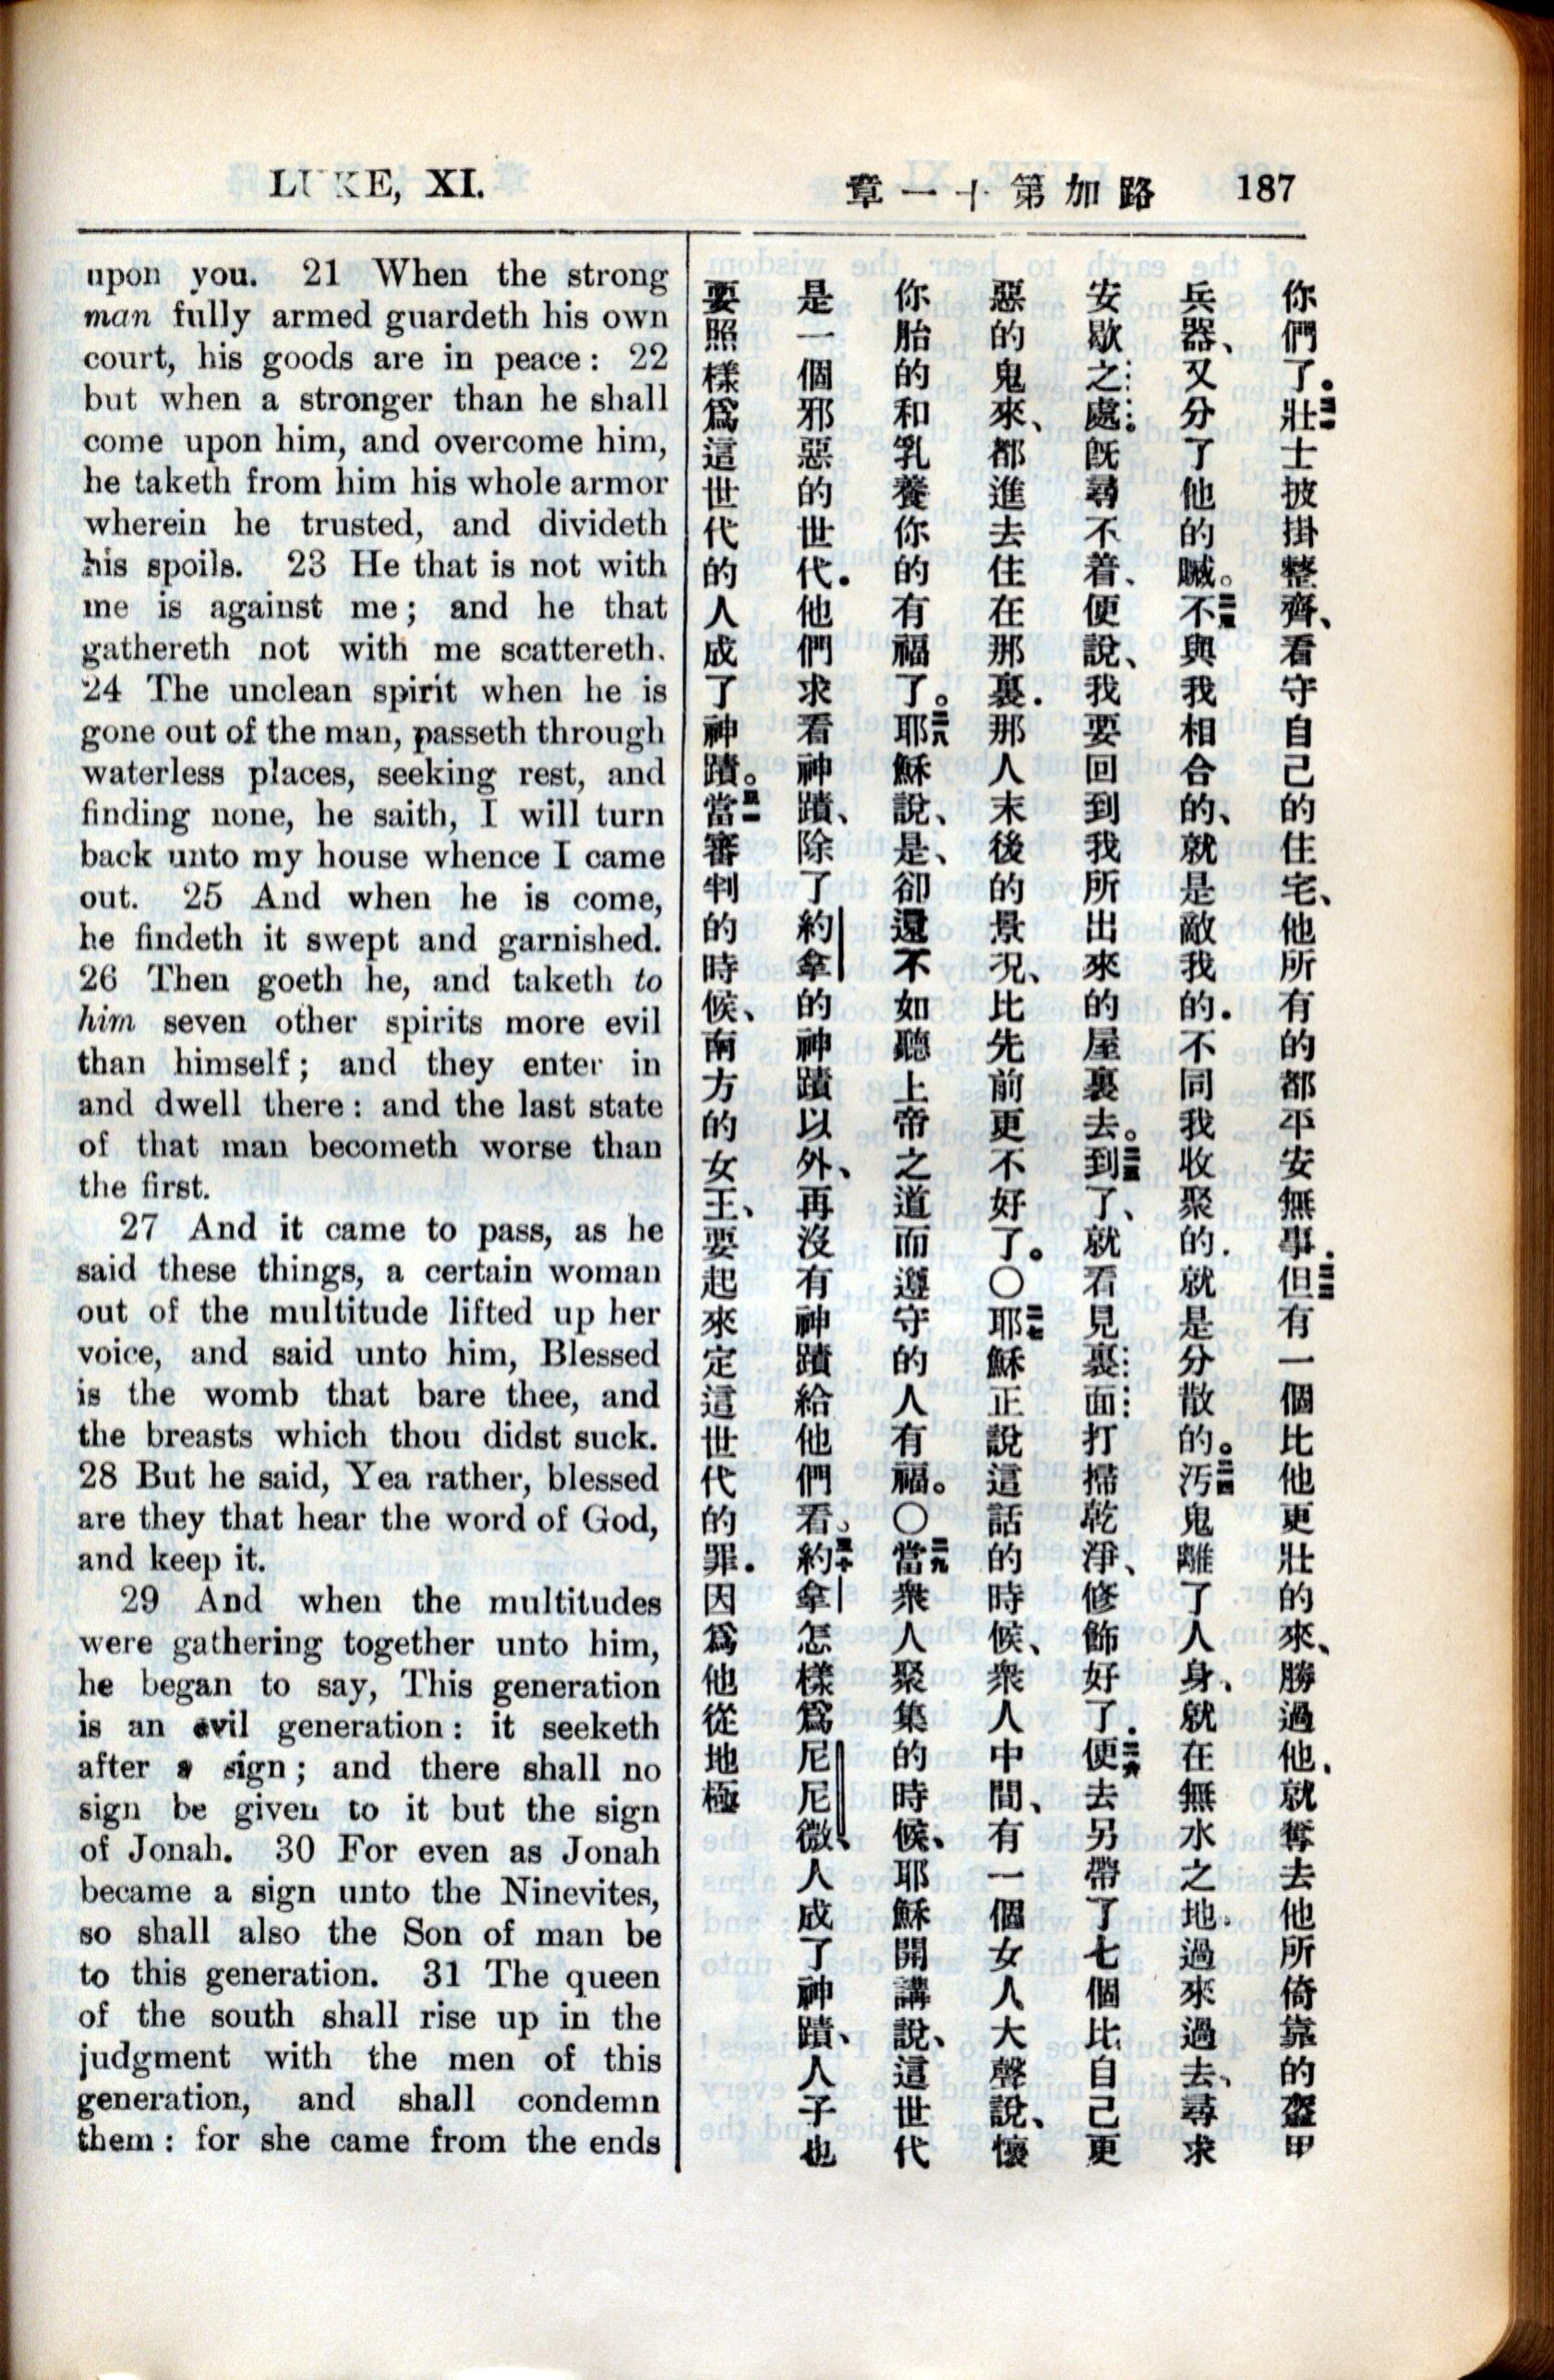 LUKE, XI.
章一十第加路
187
upon you. 21 When the strong
man fully armed guardeth his own
court, his goods are in peace: 22
but when a stronger than he shall
come upon him, and overcome him,
he taketh from him his whole armor
wherein he trusted, and divideth
his spoils. 23 He that is not with
me is against me; and he that
gathereth not with me scattereth.
24 The unclean spirit when he is
gone out of the man, passeth through
waterless places, seeking rest, and
finding none, he saith, I will turn
back unto my house whence I came
out. 25 And when he is come,
he findeth it swept and garnished.
26 Then goeth he, and taketh to
him seven other spirits more evil
than himself; and they enter in
and dwell there: and the last state
of that man becometh worse than
the first.
27 And it came to pass, as he
said these things, a certain woman
out of the multitude lifted up her
voice, and said unto him, Blessed
is the womb that bare thee, and
the breasts which thou didst suck.
28 But he said, Yea rather, blessed
are they that hear the word of God,
and keep it.
29 And when the multitudes
were gathering together unto him,
he began to say, This generation
is an evil generation: it seeketh
after a sign; and there shall no
sign be given to it but the sign
of Jonah. 30 For even as Jonah
became a sign unto the Ninevites,
so shall also the Son of man be
to this generation. 31 The queen
of the south shall rise up in the
judgment with the men of this
generation, and shall condemn
them: for she came from the ends
你們了。二一壯士披掛整齊、看守自己的住宅、他所有的都平安無事．二二但有一個比他更壯的來、勝過他、就奪去他所倚靠的盔甲
兵器、又分了他的贓。二三不與我相合的、就是敵我的．不同我收聚的．就是分散的。二四汚鬼離了人身、就在無水之地、過來過去、尋求
安歇之處．旣尋不着、便說、我要回到我所出來的屋裏去。二五到了、就看見裏面打掃乾淨、修飾好了．二六便去另帶了七個比自己更
惡的鬼來、都進去住在那裏．那人末後的景况、比先前更不好了。〇二七耶穌正說這話的時候、衆人中間、有一個女人大聲說、懷
你胎的和乳養你的有福了。二八耶穌說、是、卻還不如聽上帝之道而遵守的人有福。〇二九當衆人聚集的時候、耶穌開講說、這世代
是一個邪惡的世代．他們求看神蹟、除了約拿的神蹟以外、再沒有神蹟給他們看。三十約拿怎樣爲尼尼微人成了神蹟、人子也
要照樣爲這世代的人成了神蹟。三一當審判的時候、南方的女王、要起來定這世代的罪．因爲他從地極